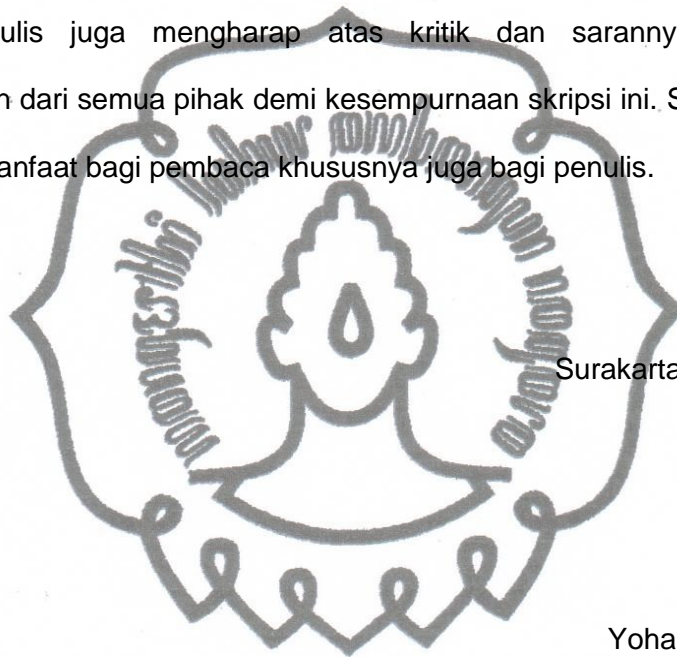 ulis juga mengharap atas kritik dan sarannya
n dari semua pihak demi kesempurnaan skripsi ini. S
anfaat bagi pembaca khususnya juga bagi penulis.
Surakarta
Yoha